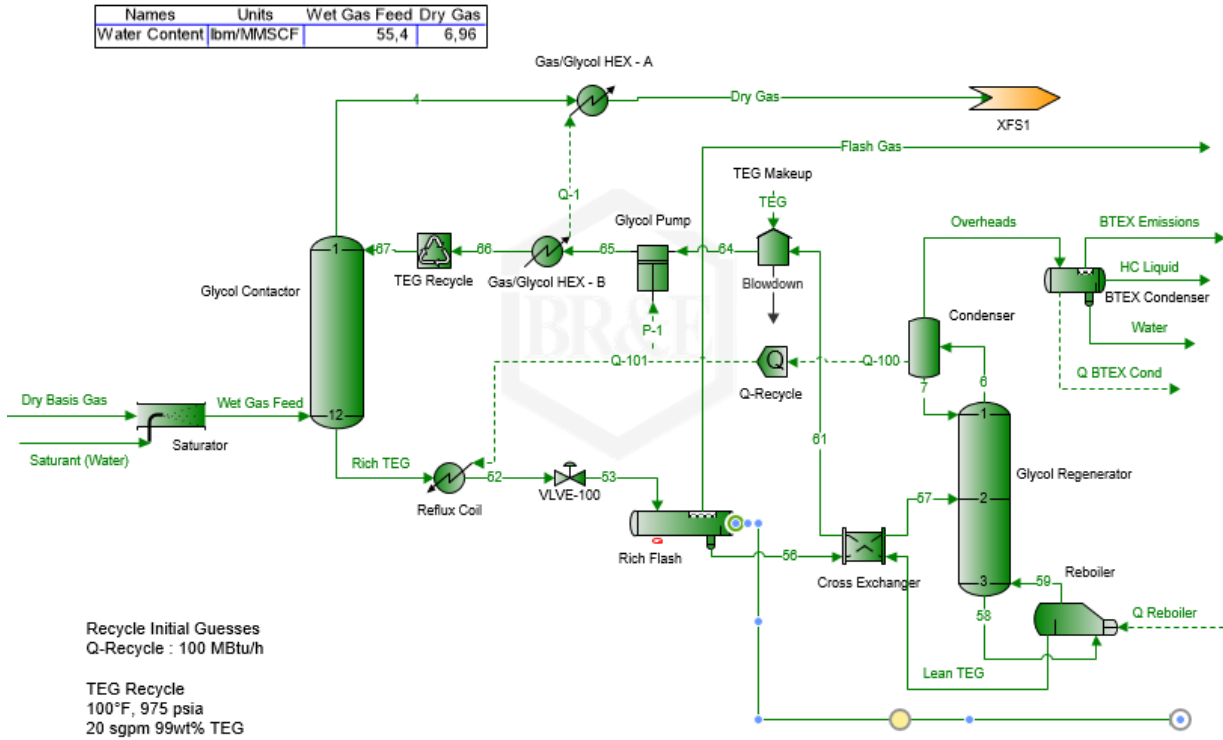 Names Units Wet Gas Feed Dry Gas
Water Content lbm/MMSCF 55,4 6,96
Gas/Glycol HEX - A
4
Dry Gas
XFS1
Flash Gas
TEG Makeup
TEG
Q-1
Glycol Pump
Overheads
BTEX Emissions
1
67
66
65
64
TEG Recycle
Gas/Glycol HEX - B
Blowdown
HC Liquid
BTEX Condenser
Glycol Contactor
BR&E
Condenser
Water
P-1
Q-101
Q
Q-100
Q-Recycle
7
6
Q BTEX Cond
Dry Basis Gas
Wet Gas Feed
12
1
Saturant (Water)
Saturator
61
Rich TEG
52
VLVE-100
53
Reflux Coil
57
2
Glycol Regenerator
Rich Flash
56
Cross Exchanger
3
59
Reboiler
58
Q Reboiler
Lean TEG
Recycle Initial Guesses
Q-Recycle : 100 MBtu/h
TEG Recycle
100°F, 975 psia
20 sgpm 99wt% TEG